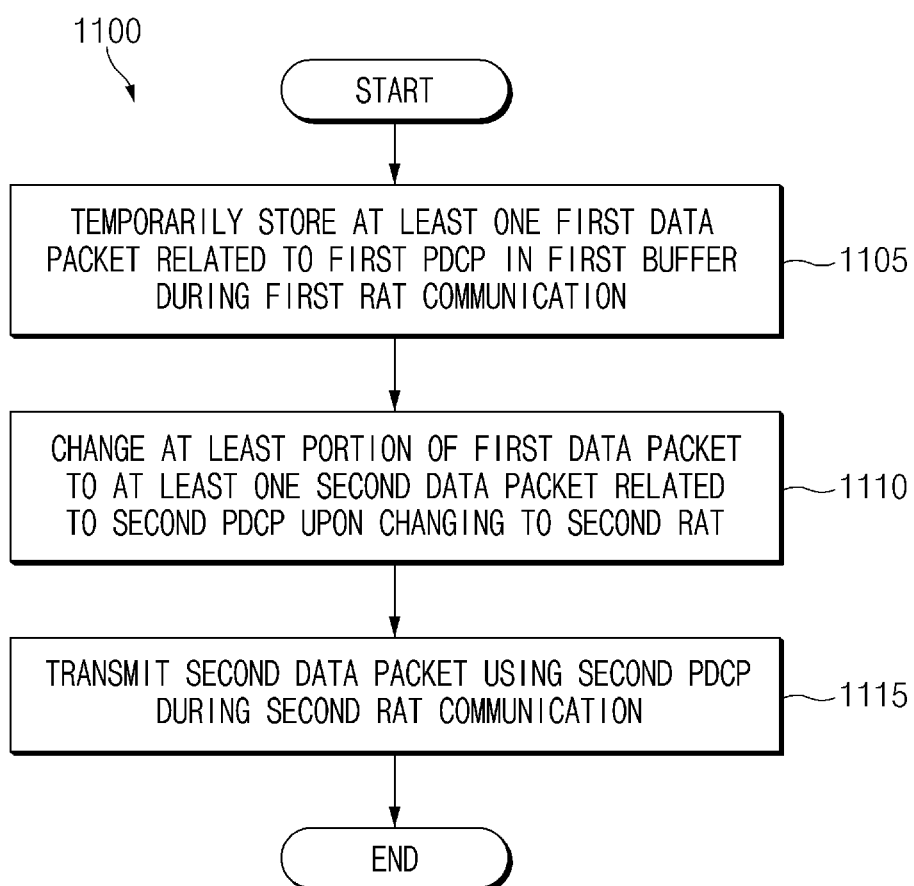 1100
START
TEMPORARILY STORE AT LEAST ONE FIRST DATA
PACKET RELATED TO FIRST PDCP IN FIRST BUFFER
DURING FIRST RAT COMMUNICATION
1105
CHANGE AT LEAST PORTION OF FIRST DATA PACKET
TO AT LEAST ONE SECOND DATA PACKET RELATED
TO SECOND PDCP UPON CHANGING TO SECOND RAT
1110
TRANSMIT SECOND DATA PACKET USING SECOND PDCP
DURING SECOND RAT COMMUNICATION
1115
END